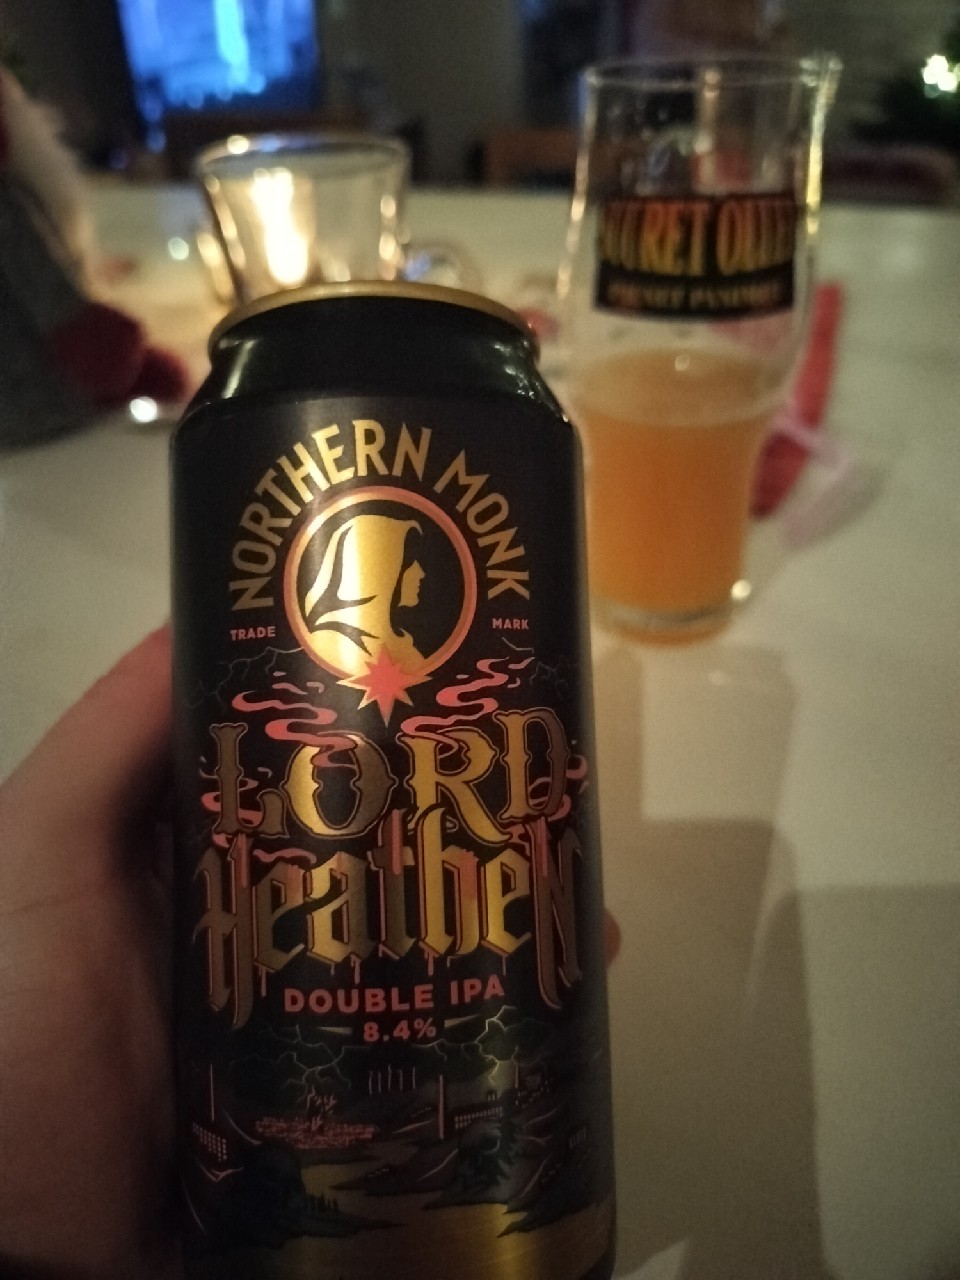 NORTHERN MONK
TRADE MARK
LORD
Heathen
DOUBLE IPA
8.4%